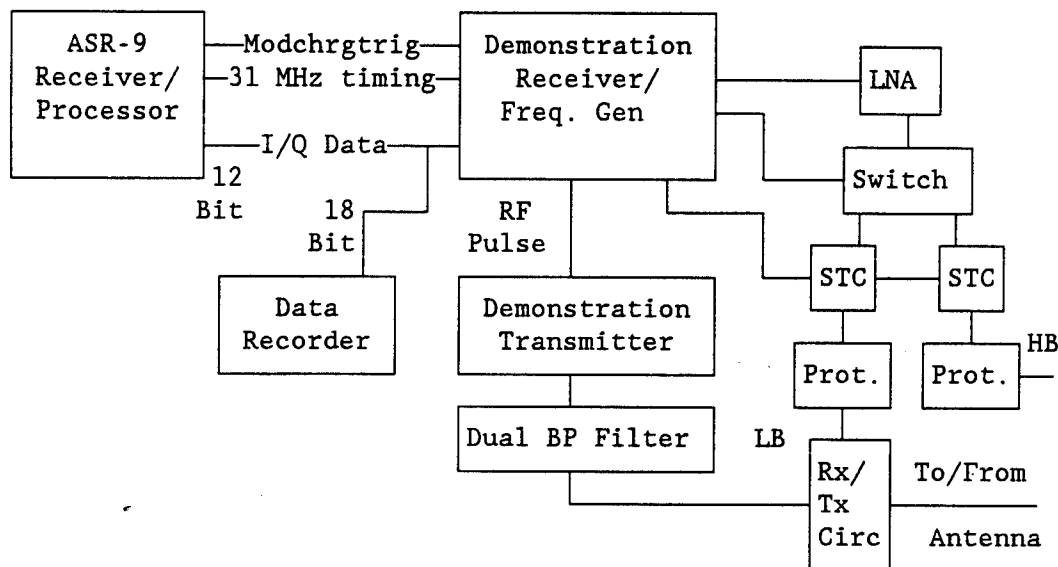 ASR-9
Receiver/
Processor
Modchrgtrig
31 MHz timing
I/Q Data
12
Bit
18
Bit
Demonstration
Receiver/
Freq. Gen
LNA
Switch
STC
STC
RF
Pulse
Data
Recorder
Demonstration
Transmitter
Prot.
Prot.
HB
Dual BP Filter
LB
Rx/
Tx
Circ
To/From
Antenna